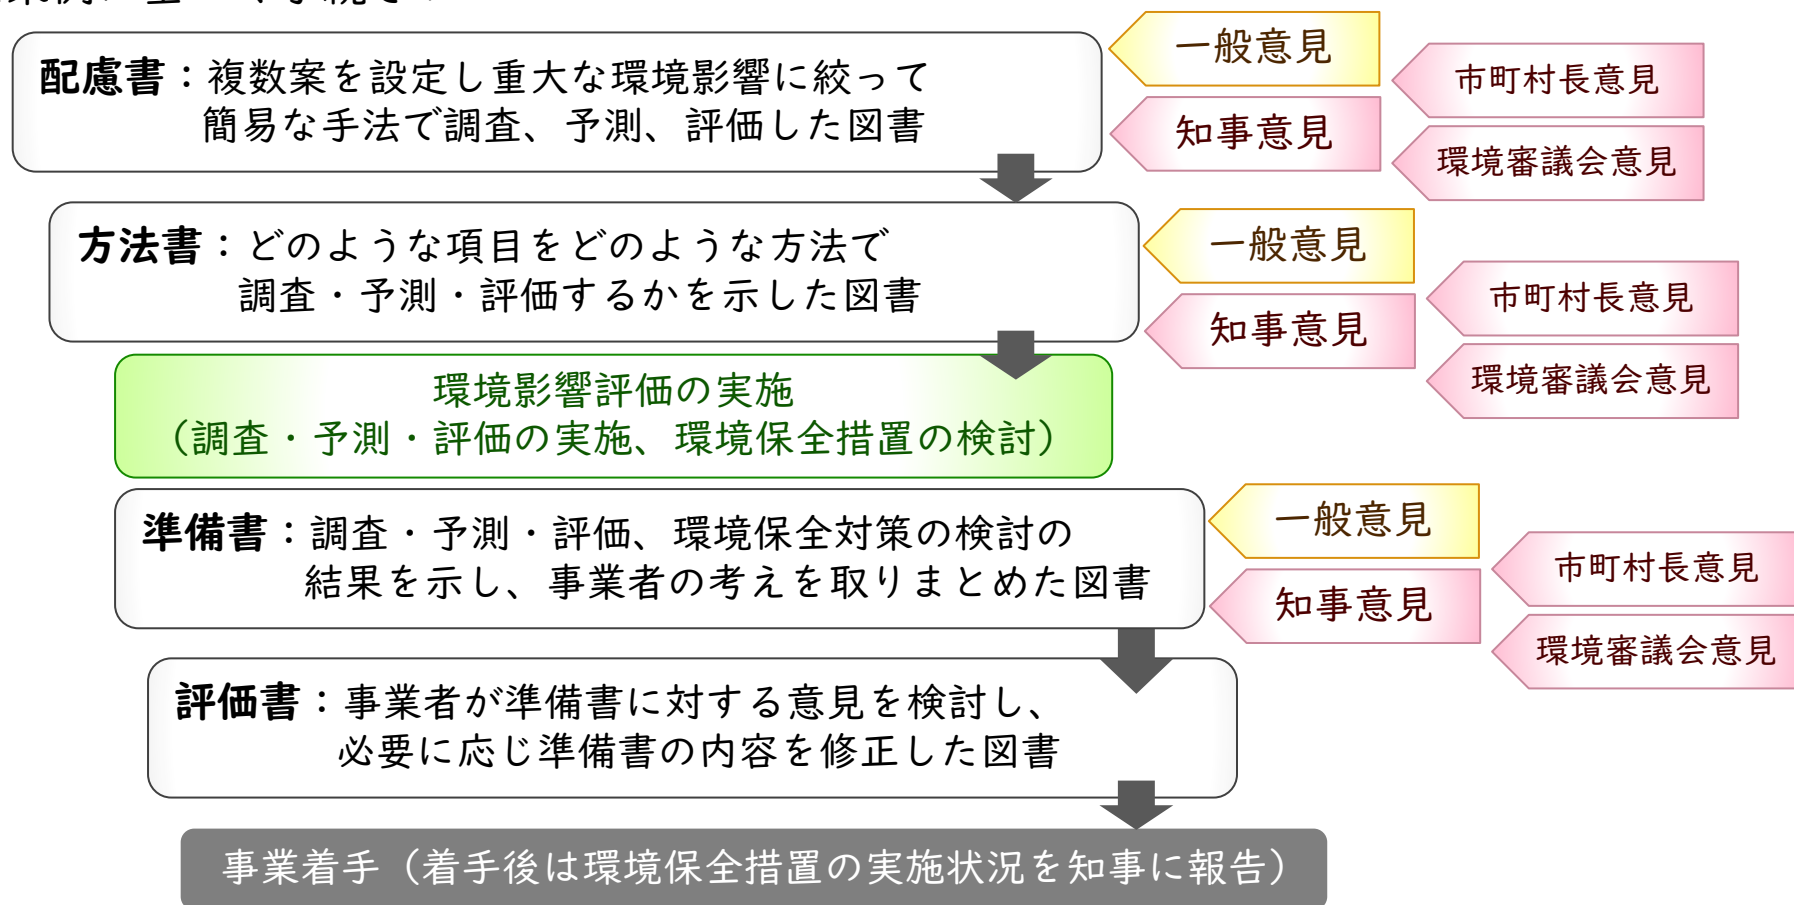 配慮書：複数案を設定し重大な環境影響に絞って
簡易な手法で調査、予測、評価した図書
一般意見
知事意見
市町村長意見
環境審議会意見
方法書：どのような項目をどのような方法で
調査・予測・評価するかを示した図書
一般意見
知事意見
市町村長意見
環境審議会意見
環境影響評価の実施
（調査・予測・評価の実施、環境保全措置の検討）
準備書：調査・予測・評価、環境保全対策の検討の
結果を示し、事業者の考えを取りまとめた図書
一般意見
知事意見
市町村長意見
環境審議会意見
評価書：事業者が準備書に対する意見を検討し、
必要に応じ準備書の内容を修正した図書
事業着手（着手後は環境保全措置の実施状況を知事に報告）